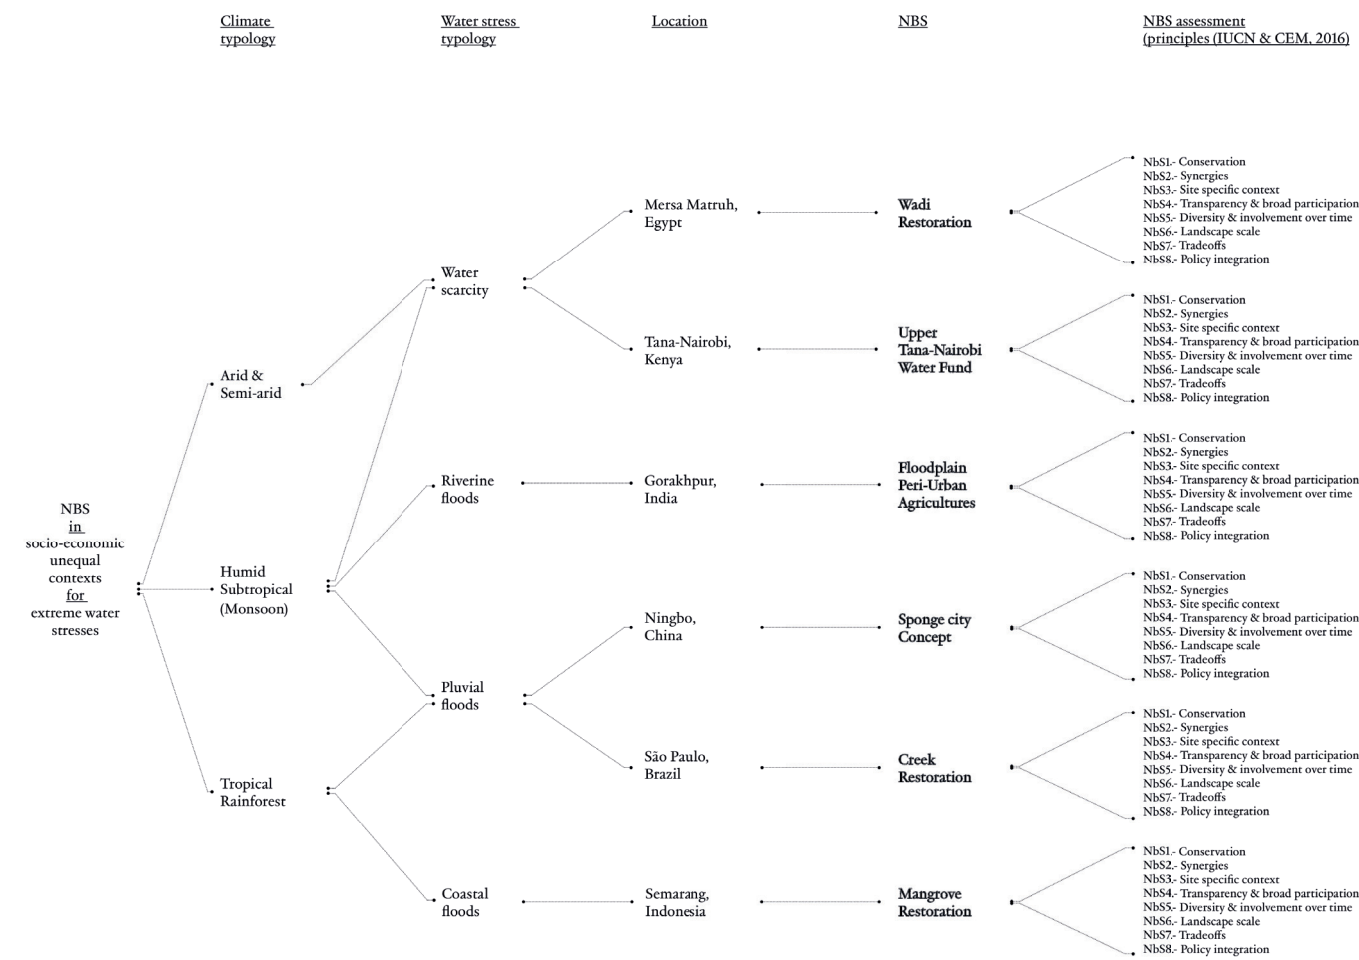 Climate
typology
Water stress
typology
Location
NBS
NBS assessment
(principles (IUCN & CEM, 2016)
NBS
in
socio-economic
unequal
contexts
for
extreme water
stresses
Arid &
Semi-arid
Humid
Subtropical
(Monsoon)
Tropical
Rainforest
Water
scarcity
Riverine
floods
Pluvial
floods
Coastal
floods
Mersa Matruh,
Egypt
Wadi
Restoration
NbS1.- Conservation
NbS2.- Synergies
NbS3.- Site specific context
NbS4.- Transparency & broad participation
NbS5.- Diversity & involvement over time
NbS6.- Landscape scale
NbS7.- Tradeoffs
NbS8.- Policy integration
Tana-Nairobi,
Kenya
Upper
Tana-Nairobi
Water Fund
NbS1.- Conservation
NbS2.- Synergies
NbS3.- Site specific context
NbS4.- Transparency & broad participation
NbS5.- Diversity & involvement over time
NbS6.- Landscape scale
NbS7.- Tradeoffs
NbS8.- Policy integration
Gorakhpur,
India
Floodplain
Peri-Urban
Agricultures
NbS1.- Conservation
NbS2.- Synergies
NbS3.- Site specific context
NbS4.- Transparency & broad participation
NbS5.- Diversity & involvement over time
NbS6.- Landscape scale
NbS7.- Tradeoffs
NbS8.- Policy integration
Ningbo,
China
Sponge city
Concept
NbS1.- Conservation
NbS2.- Synergies
NbS3.- Site specific context
NbS4.- Transparency & broad participation
NbS5.- Diversity & involvement over time
NbS6.- Landscape scale
NbS7.- Tradeoffs
NbS8.- Policy integration
São Paulo,
Brazil
Creek
Restoration
NbS1.- Conservation
NbS2.- Synergies
NbS3.- Site specific context
NbS4.- Transparency & broad participation
NbS5.- Diversity & involvement over time
NbS6.- Landscape scale
NbS7.- Tradeoffs
NbS8.- Policy integration
Semarang,
Indonesia
Mangrove
Restoration
NbS1.- Conservation
NbS2.- Synergies
NbS3.- Site specific context
NbS4.- Transparency & broad participation
NbS5.- Diversity & involvement over time
NbS6.- Landscape scale
NbS7.- Tradeoffs
NbS8.- Policy integration